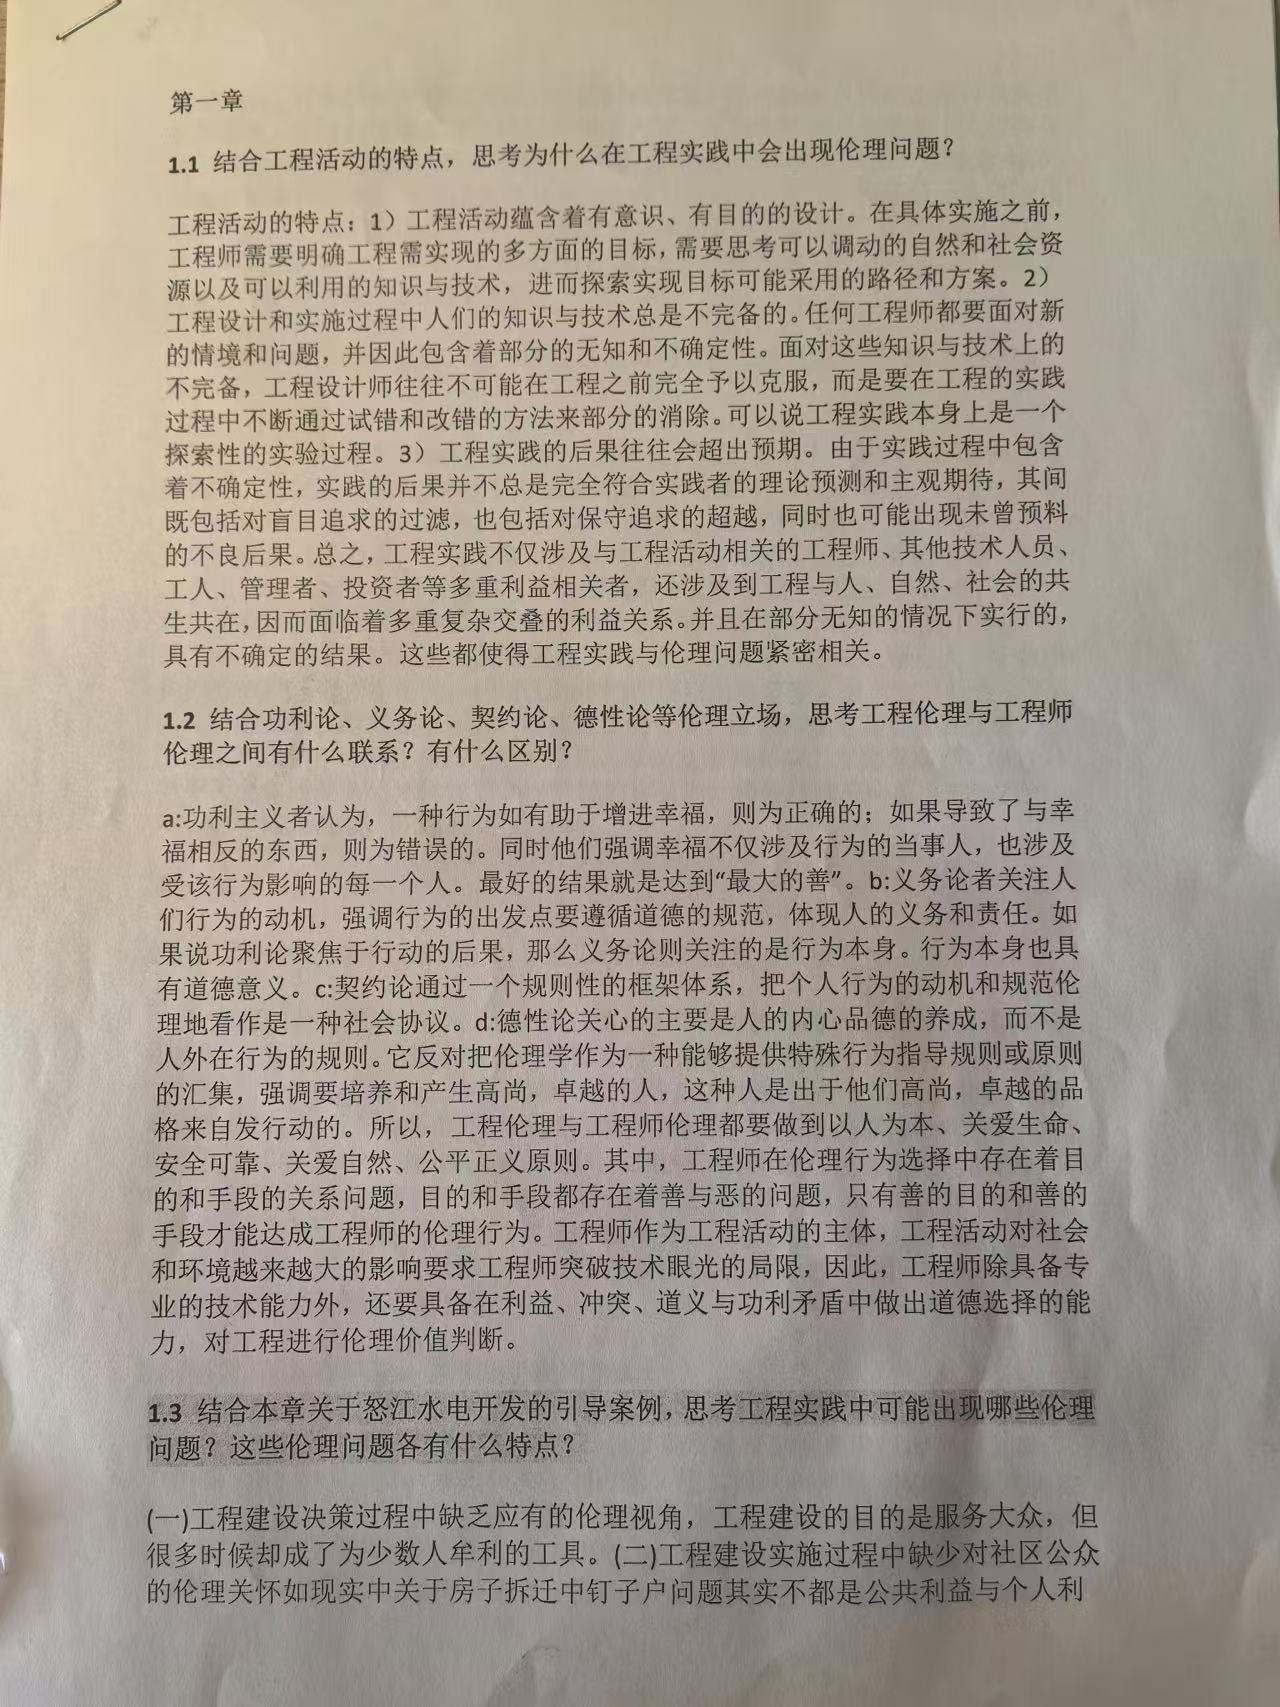 第一章
1.1 结合工程活动的特点，思考为什么在工程实践中会出现伦理问题？
工程活动的特点：1）工程活动蕴含着有意识、有目的的设计。在具体实施之前，
工程师需要明确工程需实现的多方面的目标，需要思考可以调动的自然和社会资
源以及可以利用的知识与技术，进而探索实现目标可能采用的路径和方案。2）
工程设计和实施过程中人们的知识与技术总是不完备的。任何工程师都要面对新
的情境和问题，并因此包含着部分的无知和不确定性。面对这些知识与技术上的
不完备，工程设计师往往不可能在工程之前完全予以克服，而是要在工程的实践
过程中不断通过试错和改错的方法来部分的消除。可以说工程实践本身上是一个
探索性的实验过程。3）工程实践的后果往往会超出预期。由于实践过程中包含
着不确定性，实践的后果并不总是完全符合实践者的理论预测和主观期待，其间
既包括对盲目追求的过滤，也包括对保守追求的超越，同时也可能出现未曾预料
的不良后果。总之，工程实践不仅涉及与工程活动相关的工程师、其他技术人员、
工人、管理者、投资者等多重利益相关者，还涉及到工程与人、自然、社会的共
生共在，因而面临着多重复杂交叠的利益关系。并且在部分无知的情况下实行的，
具有不确定的结果。这些都使得工程实践与伦理问题紧密相关。
1.2 结合功利论、义务论、契约论、德性论等伦理立场，思考工程伦理与工程师
伦理之间有什么联系？有什么区别？
a:功利主义者认为，一种行为如有助于增进幸福，则为正确的；如果导致了与幸
福相反的东西，则为错误的。同时他们强调幸福不仅涉及行为的当事人，也涉及
受该行为影响的每一个人。最好的结果就是达到“最大的善”。b:义务论者关注人
们行为的动机，强调行为的出发点要遵循道德的规范，体现人的义务和责任。如
果说功利论聚焦于行动的后果，那么义务论则关注的是行为本身。行为本身也具
有道德意义。c:契约论通过一个规则性的框架体系，把个人行为的动机和规范伦
理地看作是一种社会协议。d:德性论关心的主要是人的内心品德的养成，而不是
人外在行为的规则。它反对把伦理学作为一种能够提供特殊行为指导规则或原则
的汇集，强调要培养和产生高尚，卓越的人，这种人是出于他们高尚，卓越的品
格来自发行动的。所以，工程伦理与工程师伦理都要做到以人为本、关爱生命、
安全可靠、关爱自然、公平正义原则。其中，工程师在伦理行为选择中存在着目
的和手段的关系问题，目的和手段都存在着善与恶的问题，只有善的目的和善的
手段才能达成工程师的伦理行为。工程师作为工程活动的主体，工程活动对社会
和环境越来越大的影响要求工程师突破技术眼光的局限，因此，工程师除具备专
业的技术能力外，还要具备在利益、冲突、道义与功利矛盾中做出道德选择的能
力，对工程进行伦理价值判断。
1.3 结合本章关于怒江水电开发的引导案例，思考工程实践中可能出现哪些伦理
问题？这些伦理问题各有什么特点？
(一)工程建设决策过程中缺乏应有的伦理视角，工程建设的目的是服务大众，但
很多时候却成了为少数人牟利的工具。(二)工程建设实施过程中缺少对社区公众
的伦理关怀如现实中关于房子拆迁中钉子户问题其实不都是公共利益与个人利